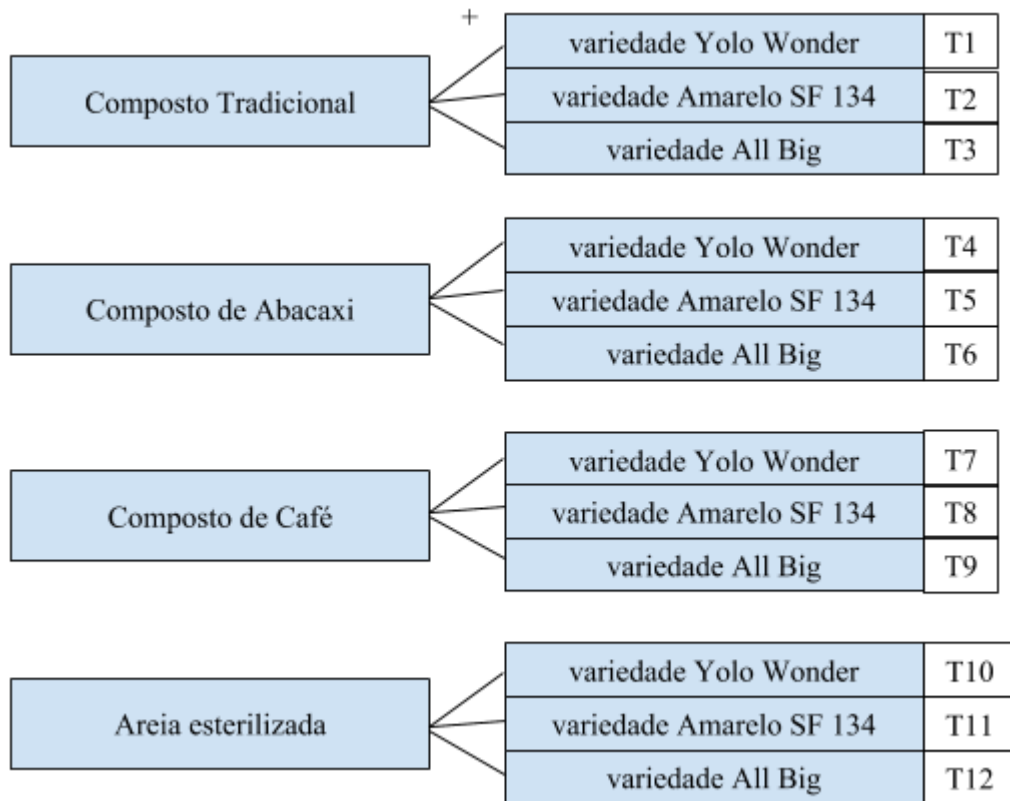 +
variedade Yolo Wonder T1
Composto Tradicional
variedade Amarelo SF 134 T2
variedade All Big T3
variedade Yolo Wonder T4
Composto de Abacaxi
variedade Amarelo SF 134 T5
variedade All Big T6
variedade Yolo Wonder T7
Composto de Café
variedade Amarelo SF 134 T8
variedade All Big T9
variedade Yolo Wonder T10
Areia esterilizada
variedade Amarelo SF 134 T11
variedade All Big T12